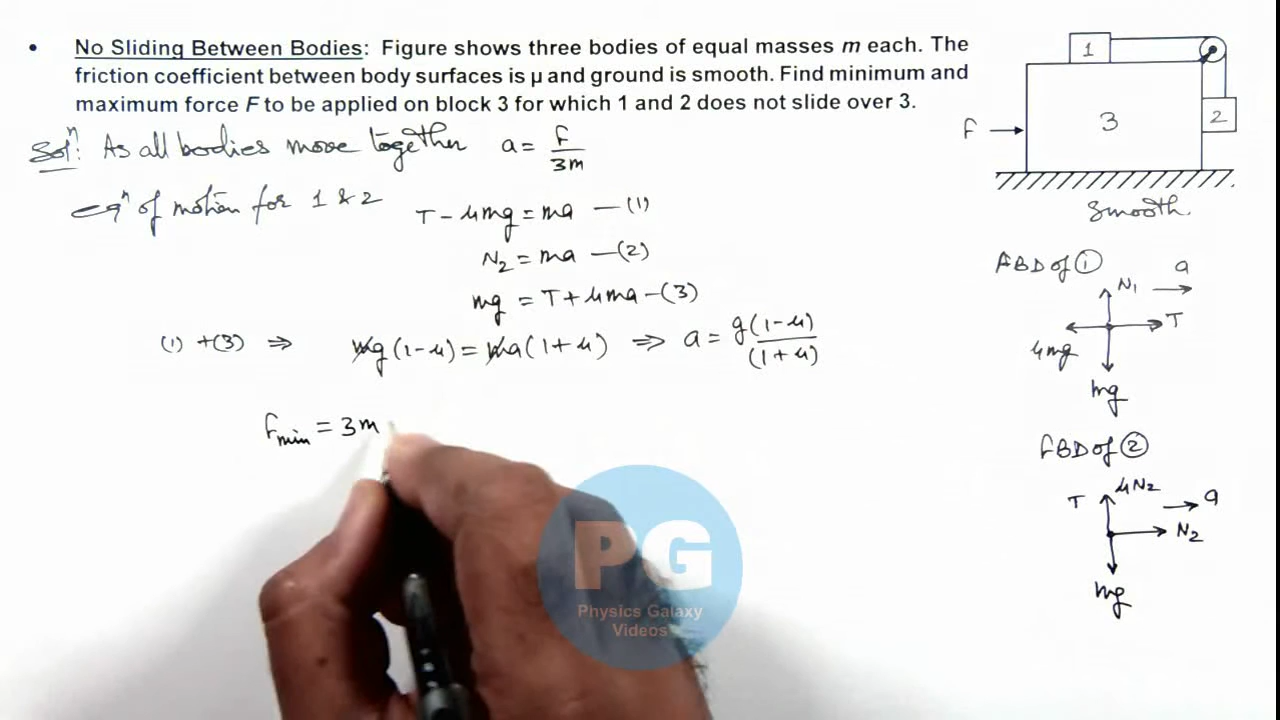 • No Sliding Between Bodies: Figure shows three bodies of equal masses m each. The
friction coefficient between body surfaces is μ and ground is smooth. Find minimum and
maximum force F to be applied on block 3 for which 1 and 2 does not slide over 3.
Solⁿ: As all bodies move together a = F/3m
eqⁿ of motion for 1 & 2
T - μmg = ma —(1)
N₂ = ma —(2)
mg = T + μma —(3)
(1) + (3) ⇒ mg(1-μ) = ma(1+μ) ⇒ a = g(1-μ)/(1+μ)
Fmin = 3m
1
F
3
2
Smooth
FBD of ①
N₁
a
T
μmg
mg
FBD of ②
T
μN₂
a
N₂
mg
PG
Physics Galaxy
Videos